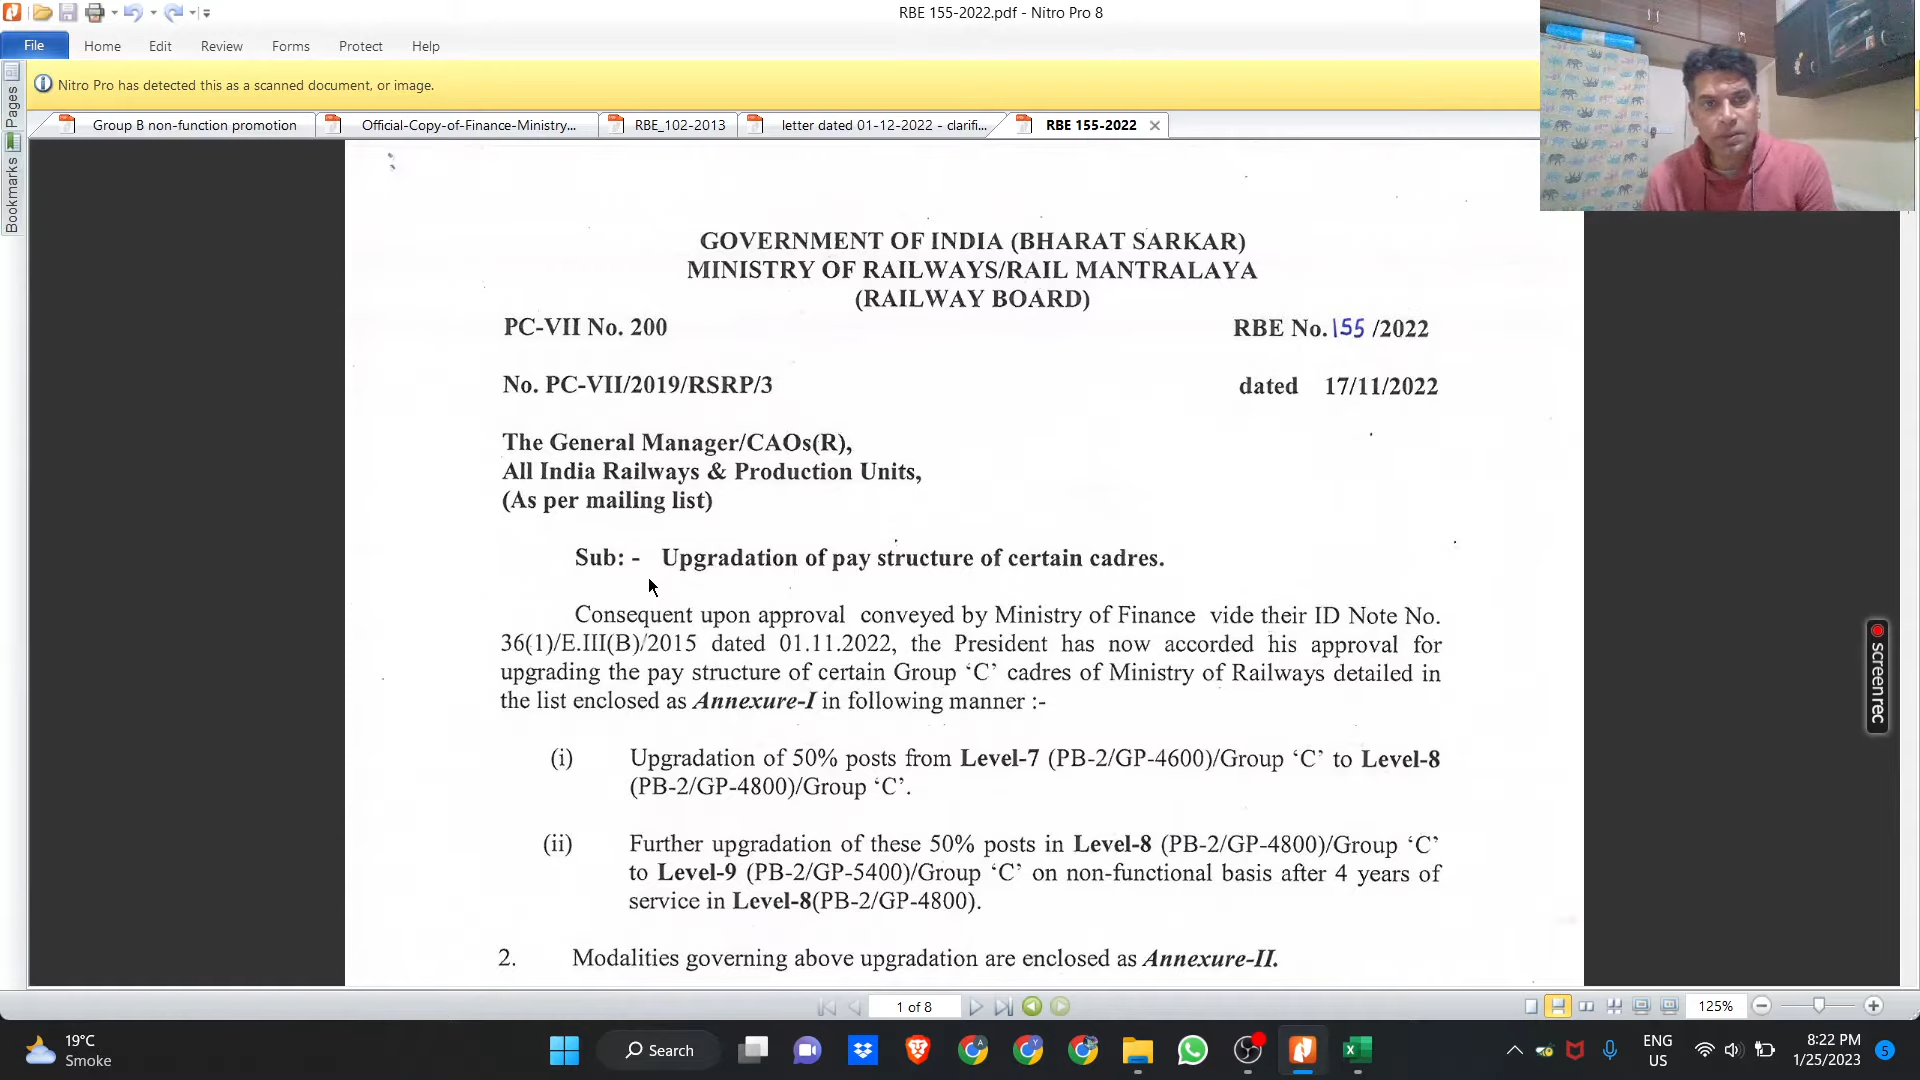 RBE 155-2022.pdf - Nitro Pro 8
File Home Edit Review Forms Protect Help
Nitro Pro has detected this as a scanned document, or image.
Pages
Bookmarks
Group B non-function promotion
Official-Copy-of-Finance-Ministry...
RBE_102-2013
letter dated 01-12-2022 - clarifi...
RBE 155-2022
GOVERNMENT OF INDIA (BHARAT SARKAR)
MINISTRY OF RAILWAYS/RAIL MANTRALAYA
(RAILWAY BOARD)
PC-VII No. 200 RBE No.155 /2022
No. PC-VII/2019/RSRP/3 dated 17/11/2022
The General Manager/CAOs(R),
All India Railways & Production Units,
(As per mailing list)
Sub: - Upgradation of pay structure of certain cadres.
Consequent upon approval conveyed by Ministry of Finance vide their ID Note No.
36(1)/E.III(B)/2015 dated 01.11.2022, the President has now accorded his approval for
upgrading the pay structure of certain Group ‘C’ cadres of Ministry of Railways detailed in
the list enclosed as Annexure-I in following manner :-
(i) Upgradation of 50% posts from Level-7 (PB-2/GP-4600)/Group ‘C’ to Level-8
(PB-2/GP-4800)/Group ‘C’.
(ii) Further upgradation of these 50% posts in Level-8 (PB-2/GP-4800)/Group ‘C’
to Level-9 (PB-2/GP-5400)/Group ‘C’ on non-functional basis after 4 years of
service in Level-8(PB-2/GP-4800).
2. Modalities governing above upgradation are enclosed as Annexure-II.
screenrec
1 of 8
125%
19°C
Smoke
Search
ENG
US
8:22 PM
1/25/2023
5